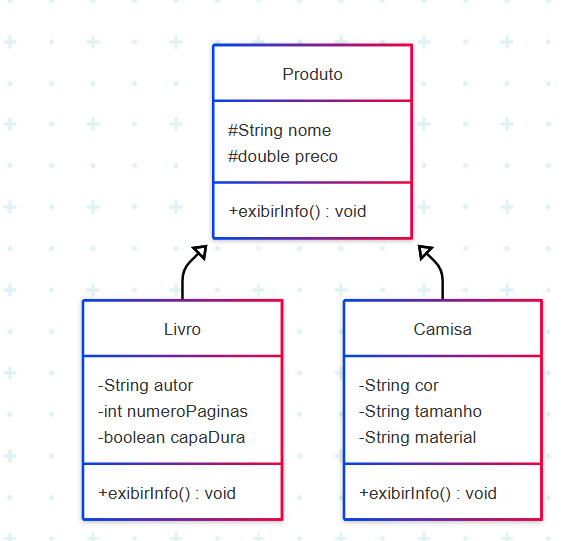 Produto
#String nome
#double preco
+exibirInfo() : void
Livro
-String autor
-int numeroPaginas
-boolean capaDura
+exibirInfo() : void
Camisa
-String cor
-String tamanho
-String material
+exibirInfo() : void